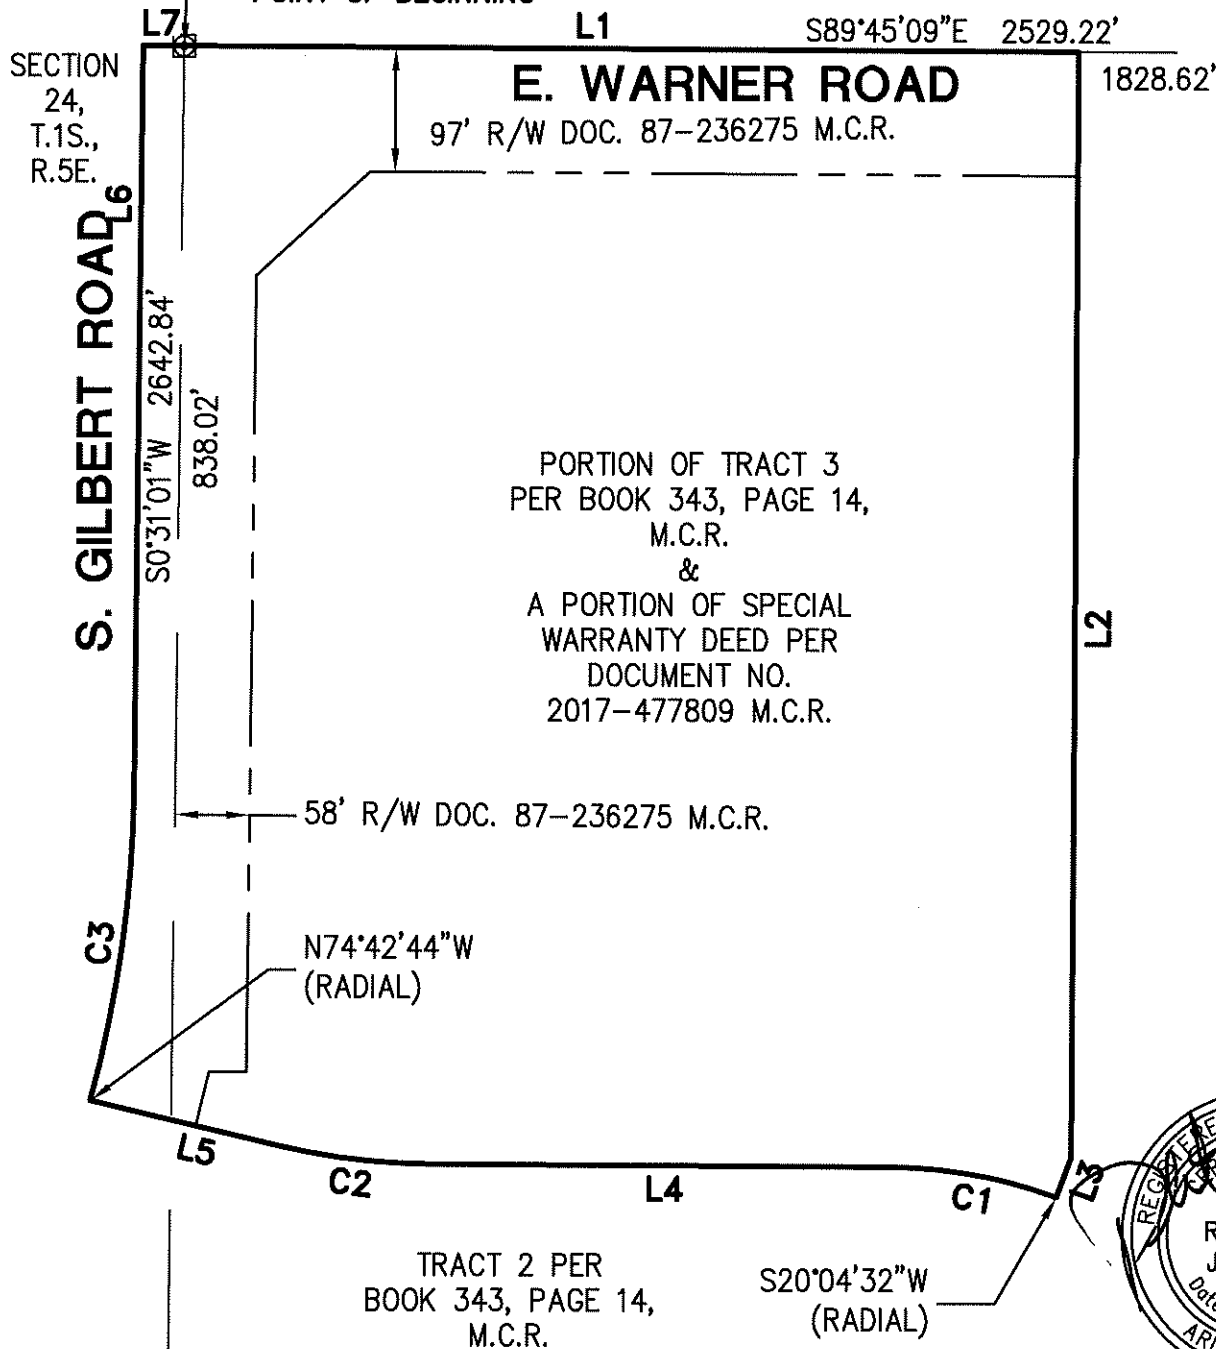 POINT OF BEGINNING
L7
L1
S89°45'09"E 2529.22'
SECTION
24,
T.1S.,
R.5E.
E. WARNER ROAD
1828.62'
97' R/W DOC. 87-236275 M.C.R.
L6
S. GILBERT ROAD
S0°31'01"W 2642.84'
838.02'
PORTION OF TRACT 3
PER BOOK 343, PAGE 14,
M.C.R.
&
A PORTION OF SPECIAL
WARRANTY DEED PER
DOCUMENT NO.
2017-477809 M.C.R.
L2
58' R/W DOC. 87-236275 M.C.R.
C3
N74°42'44"W
(RADIAL)
L5
C2
L4
C1
L3
TRACT 2 PER
BOOK 343, PAGE 14,
M.C.R.
S20°04'32"W
(RADIAL)